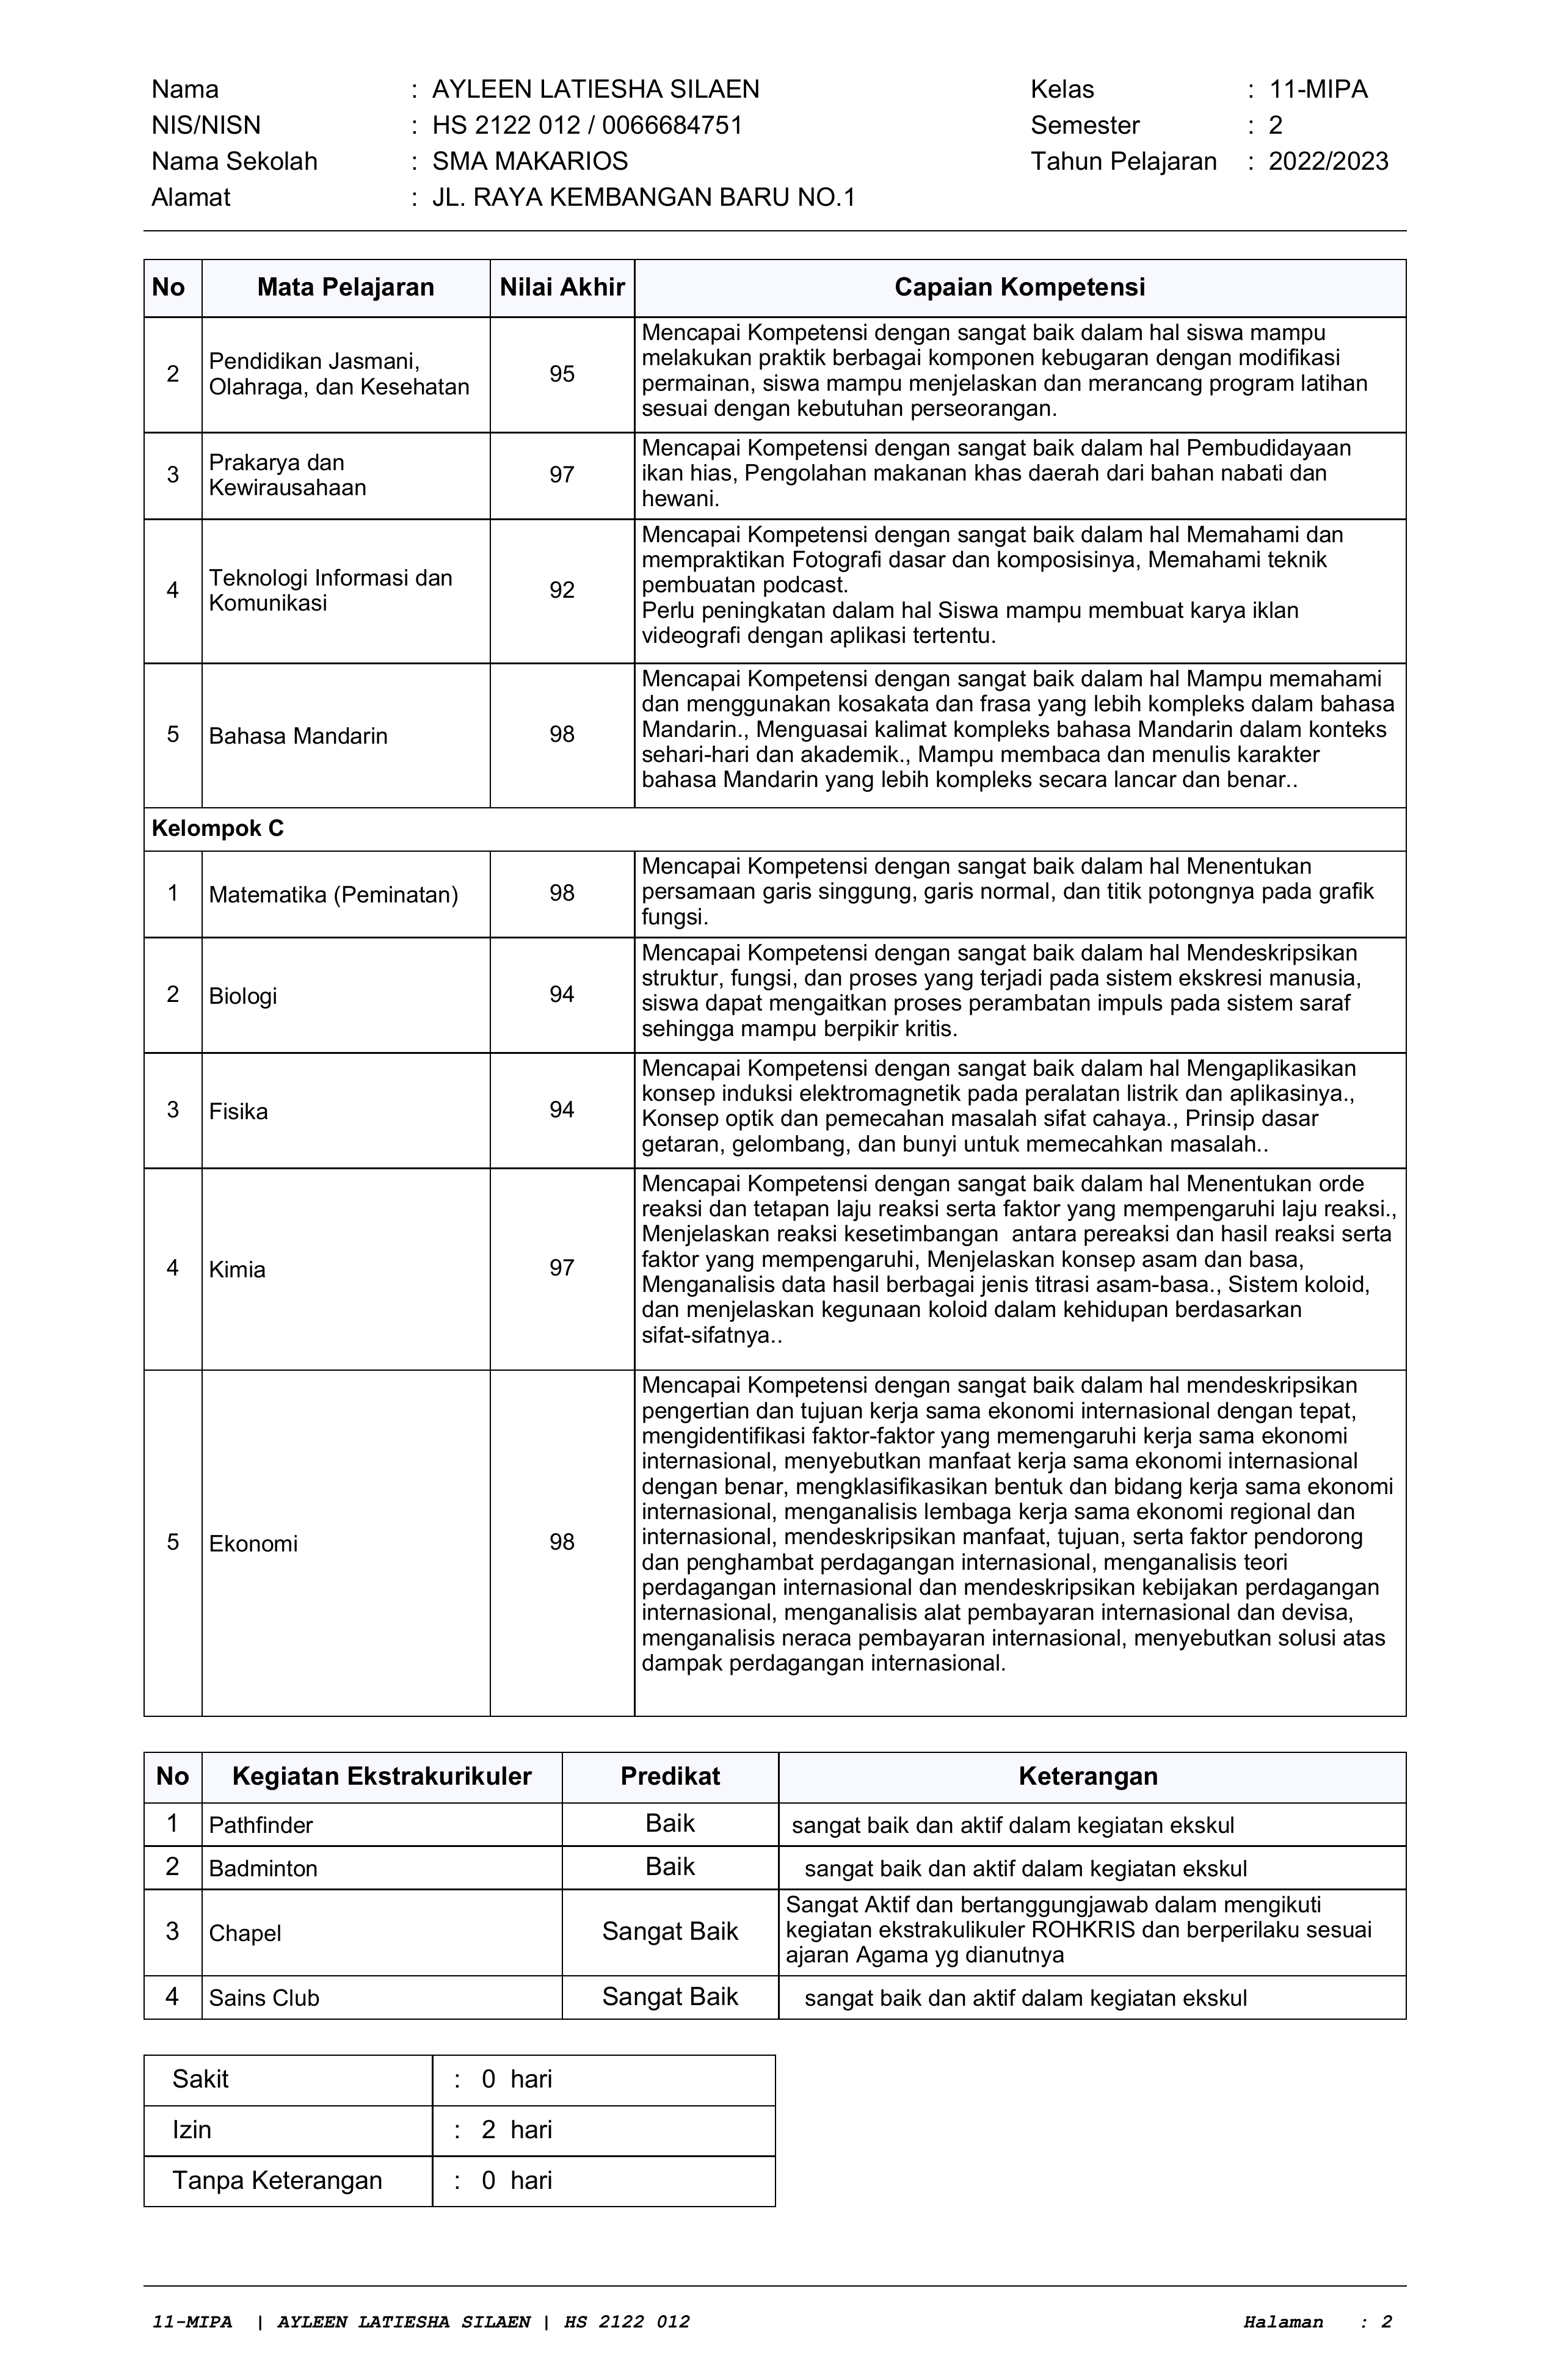 Nama : AYLEEN LATIESHA SILAEN Kelas : 11-MIPA
NIS/NISN : HS 2122 012 / 0066684751 Semester : 2
Nama Sekolah : SMA MAKARIOS Tahun Pelajaran : 2022/2023
Alamat : JL. RAYA KEMBANGAN BARU NO.1
No Mata Pelajaran Nilai Akhir Capaian Kompetensi
2
Pendidikan Jasmani,
Olahraga, dan Kesehatan
95
Mencapai Kompetensi dengan sangat baik dalam hal siswa mampu
melakukan praktik berbagai komponen kebugaran dengan modifikasi
permainan, siswa mampu menjelaskan dan merancang program latihan
sesuai dengan kebutuhan perseorangan.
3
Prakarya dan
Kewirausahaan
97
Mencapai Kompetensi dengan sangat baik dalam hal Pembudidayaan
ikan hias, Pengolahan makanan khas daerah dari bahan nabati dan
hewani.
4
Teknologi Informasi dan
Komunikasi
92
Mencapai Kompetensi dengan sangat baik dalam hal Memahami dan
mempraktikan Fotografi dasar dan komposisinya, Memahami teknik
pembuatan podcast.
Perlu peningkatan dalam hal Siswa mampu membuat karya iklan
videografi dengan aplikasi tertentu.
5
Bahasa Mandarin
98
Mencapai Kompetensi dengan sangat baik dalam hal Mampu memahami
dan menggunakan kosakata dan frasa yang lebih kompleks dalam bahasa
Mandarin., Menguasai kalimat kompleks bahasa Mandarin dalam konteks
sehari-hari dan akademik., Mampu membaca dan menulis karakter
bahasa Mandarin yang lebih kompleks secara lancar dan benar..
Kelompok C
1
Matematika (Peminatan)
98
Mencapai Kompetensi dengan sangat baik dalam hal Menentukan
persamaan garis singgung, garis normal, dan titik potongnya pada grafik
fungsi.
2
Biologi
94
Mencapai Kompetensi dengan sangat baik dalam hal Mendeskripsikan
struktur, fungsi, dan proses yang terjadi pada sistem ekskresi manusia,
siswa dapat mengaitkan proses perambatan impuls pada sistem saraf
sehingga mampu berpikir kritis.
3
Fisika
94
Mencapai Kompetensi dengan sangat baik dalam hal Mengaplikasikan
konsep induksi elektromagnetik pada peralatan listrik dan aplikasinya.,
Konsep optik dan pemecahan masalah sifat cahaya., Prinsip dasar
getaran, gelombang, dan bunyi untuk memecahkan masalah..
4
Kimia
97
Mencapai Kompetensi dengan sangat baik dalam hal Menentukan orde
reaksi dan tetapan laju reaksi serta faktor yang mempengaruhi laju reaksi.,
Menjelaskan reaksi kesetimbangan antara pereaksi dan hasil reaksi serta
faktor yang mempengaruhi, Menjelaskan konsep asam dan basa,
Menganalisis data hasil berbagai jenis titrasi asam-basa., Sistem koloid,
dan menjelaskan kegunaan koloid dalam kehidupan berdasarkan
sifat-sifatnya..
5
Ekonomi
98
Mencapai Kompetensi dengan sangat baik dalam hal mendeskripsikan
pengertian dan tujuan kerja sama ekonomi internasional dengan tepat,
mengidentifikasi faktor-faktor yang memengaruhi kerja sama ekonomi
internasional, menyebutkan manfaat kerja sama ekonomi internasional
dengan benar, mengklasifikasikan bentuk dan bidang kerja sama ekonomi
internasional, menganalisis lembaga kerja sama ekonomi regional dan
internasional, mendeskripsikan manfaat, tujuan, serta faktor pendorong
dan penghambat perdagangan internasional, menganalisis teori
perdagangan internasional dan mendeskripsikan kebijakan perdagangan
internasional, menganalisis alat pembayaran internasional dan devisa,
menganalisis neraca pembayaran internasional, menyebutkan solusi atas
dampak perdagangan internasional.
No Kegiatan Ekstrakurikuler Predikat Keterangan
1 Pathfinder Baik sangat baik dan aktif dalam kegiatan ekskul
2 Badminton Baik sangat baik dan aktif dalam kegiatan ekskul
3
Chapel
Sangat Baik
Sangat Aktif dan bertanggungjawab dalam mengikuti
kegiatan ekstrakulikuler ROHKRIS dan berperilaku sesuai
ajaran Agama yg dianutnya
4 Sains Club Sangat Baik sangat baik dan aktif dalam kegiatan ekskul
Sakit : 0 hari
Izin : 2 hari
Tanpa Keterangan : 0 hari
11-MIPA | AYLEEN LATIESHA SILAEN | HS 2122 012 Halaman : 2